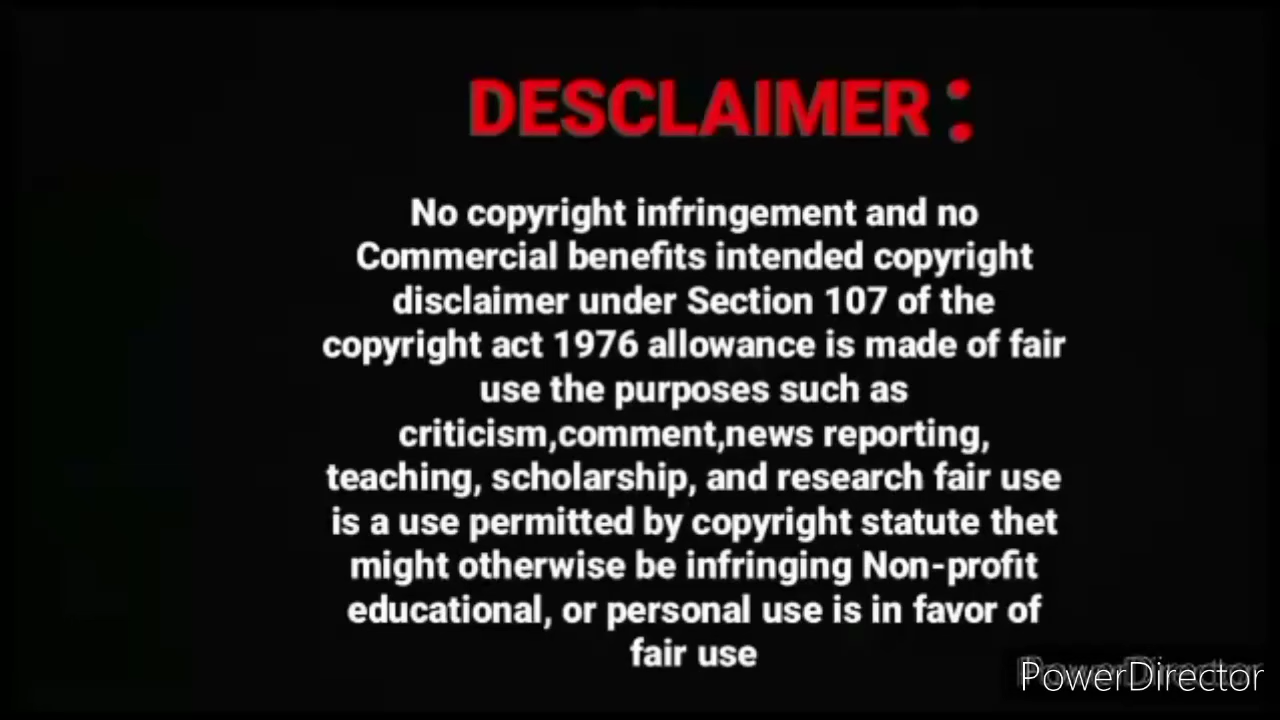 DESCLAIMER:
No copyright infringement and no
Commercial benefits intended copyright
disclaimer under Section 107 of the
copyright act 1976 allowance is made of fair
use the purposes such as
criticism,comment,news reporting,
teaching, scholarship, and research fair use
is a use permitted by copyright statute thet
might otherwise be infringing Non-profit
educational, or personal use is in favor of
fair use
PowerDirector